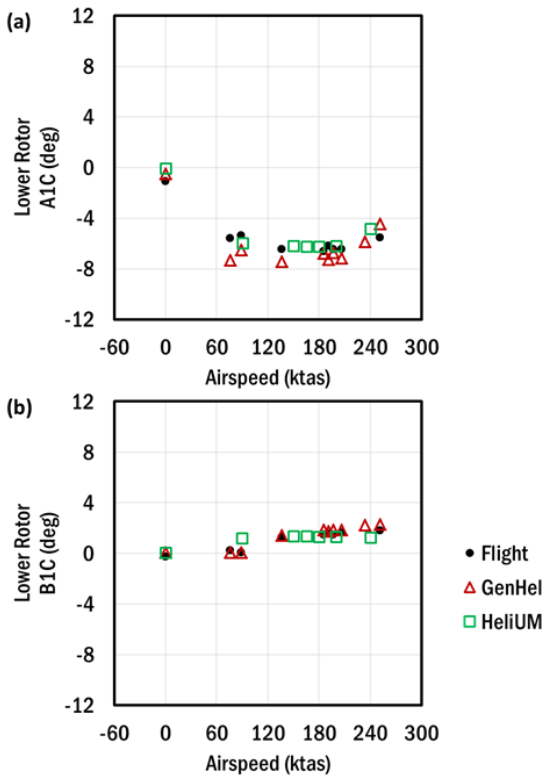 (a)
Lower Rotor
A1C (deg)
12
8
4
0
-4
-8
-12
-60 0 60 120 180 240 300
Airspeed (ktas)
(b)
Lower Rotor
B1C (deg)
12
8
4
0
-4
-8
-12
-60 0 60 120 180 240 300
Airspeed (ktas)
Flight
GenHel
HeliUM